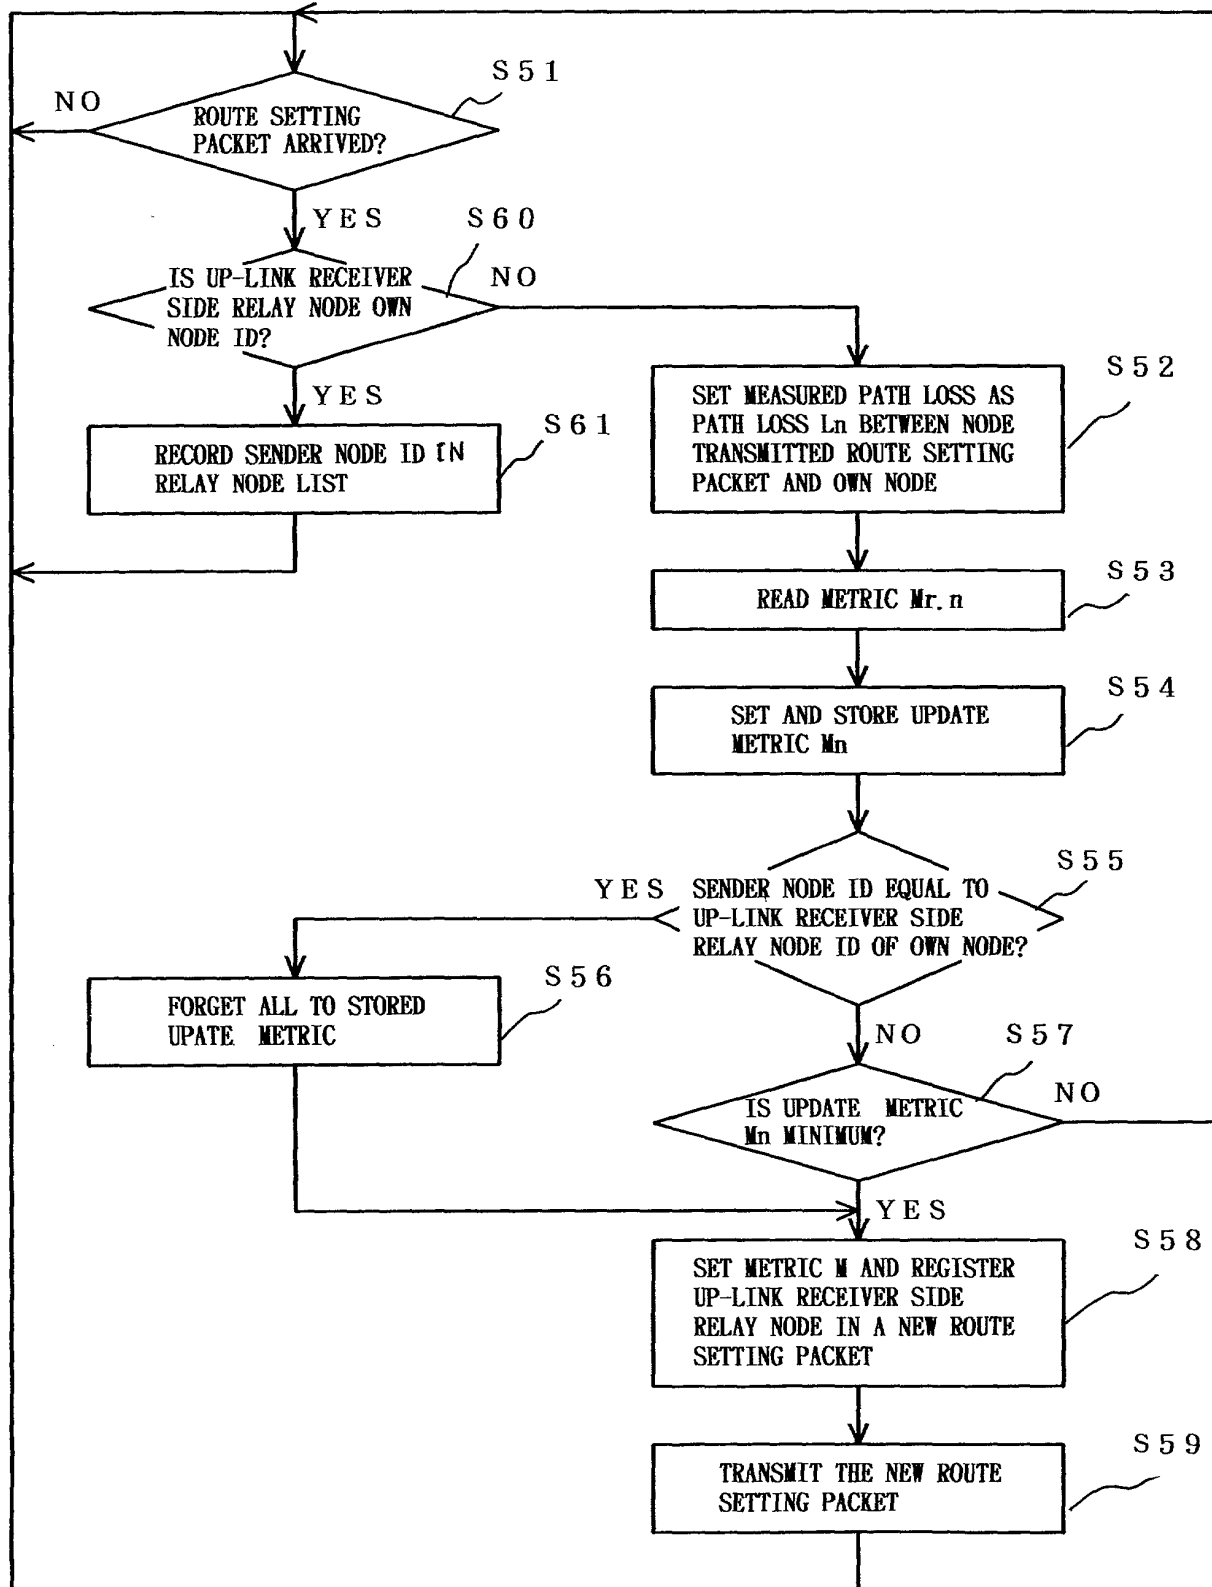 S51
NO
ROUTE SETTING
PACKET ARRIVED?
YES
S60
IS UP-LINK RECEIVER
SIDE RELAY NODE OWN
NODE ID?
NO
YES
S61
RECORD SENDER NODE ID IN
RELAY NODE LIST
S52
SET MEASURED PATH LOSS AS
PATH LOSS Ln BETWEEN NODE
TRANSMITTED ROUTE SETTING
PACKET AND OWN NODE
S53
READ METRIC Mr.n
S54
SET AND STORE UPDATE
METRIC Mn
S55
YES
SENDER NODE ID EQUAL TO
UP-LINK RECEIVER SIDE
RELAY NODE ID OF OWN NODE?
S56
FORGET ALL TO STORED
UPATE METRIC
NO
S57
IS UPDATE METRIC
Mn MINIMUM?
NO
YES
S58
SET METRIC M AND REGISTER
UP-LINK RECEIVER SIDE
RELAY NODE IN A NEW ROUTE
SETTING PACKET
S59
TRANSMIT THE NEW ROUTE
SETTING PACKET